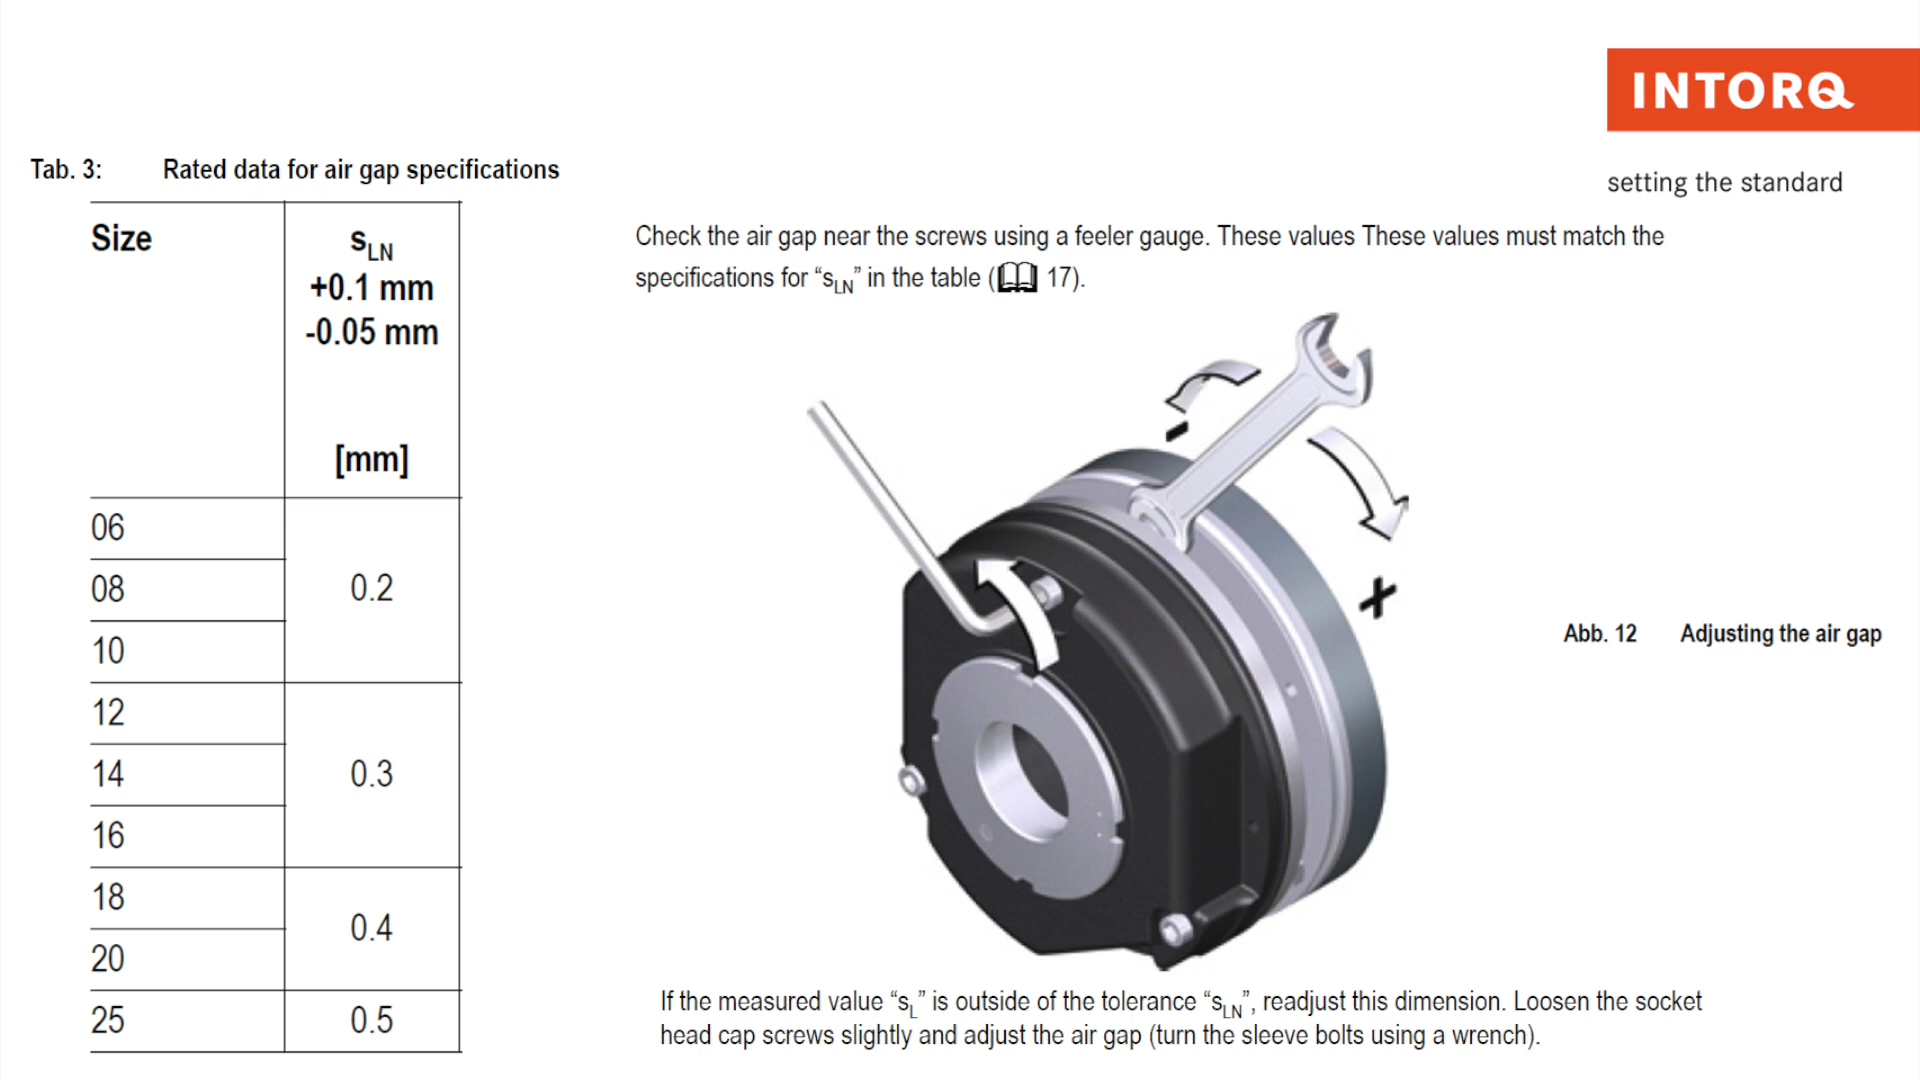 INTORQ
setting the standard
Tab. 3: Rated data for air gap specifications
Size sLN
+0.1 mm
-0.05 mm
[mm]
06
08 0.2
10
12
14 0.3
16
18
0.4
20
25 0.5
Check the air gap near the screws using a feeler gauge. These values These values must match the
specifications for “sLN” in the table ( 17).
-
+
Abb. 12 Adjusting the air gap
If the measured value “sL” is outside of the tolerance “sLN”, readjust this dimension. Loosen the socket
head cap screws slightly and adjust the air gap (turn the sleeve bolts using a wrench).